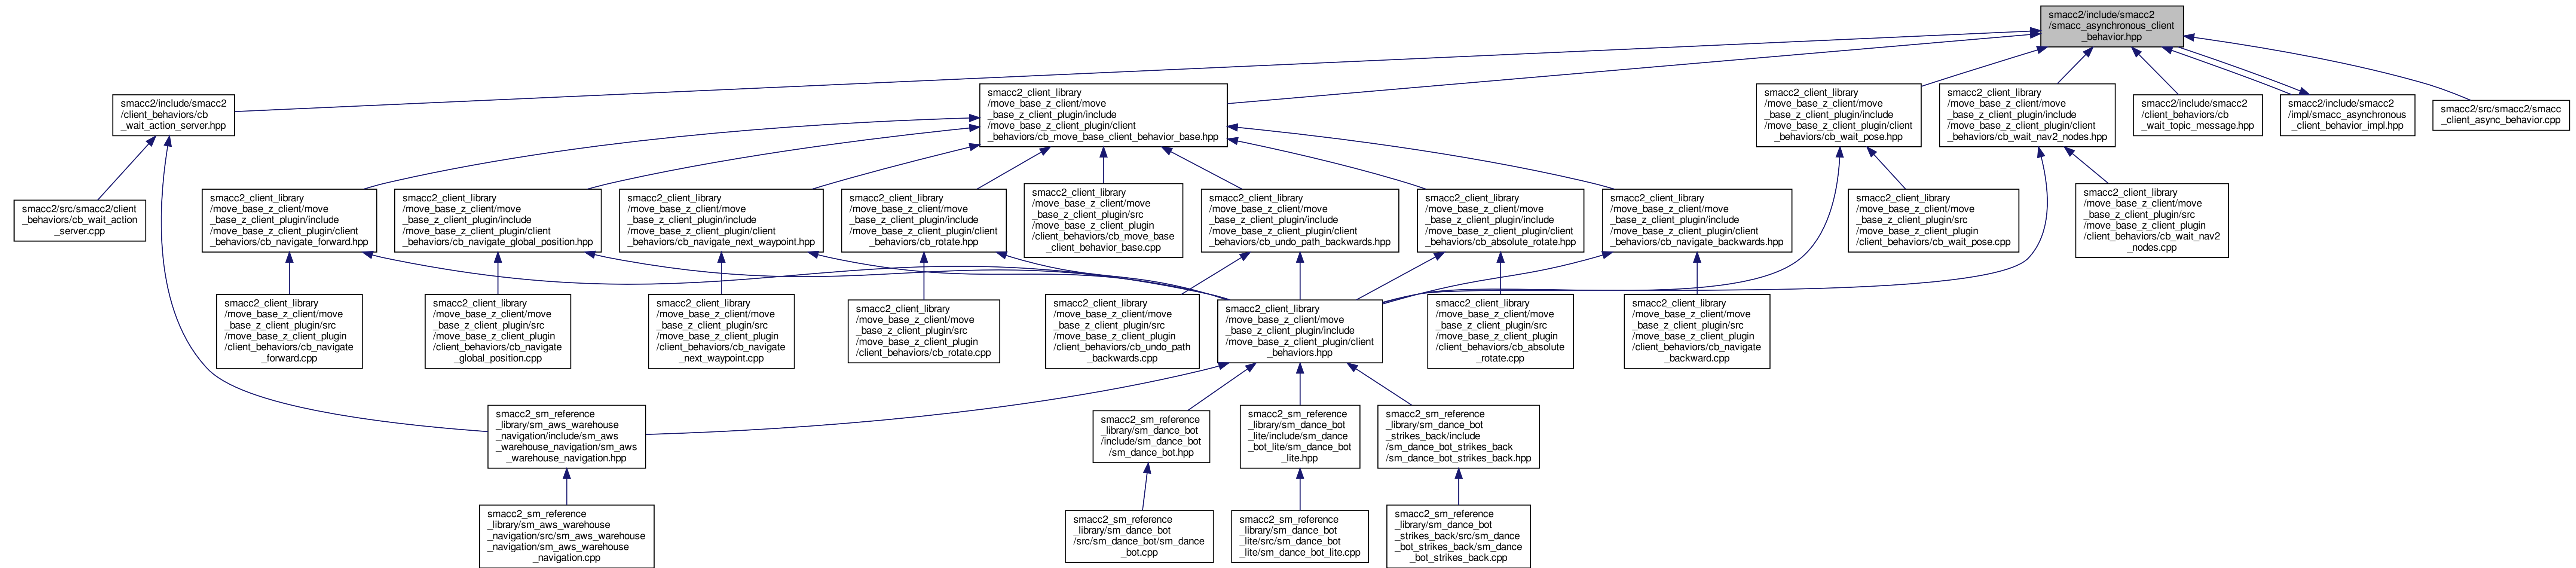 smacc2/include/smacc2
/smacc_asynchronous_client
_behavior.hpp
smacc2/include/smacc2
/client_behaviors/cb
_wait_action_server.hpp
smacc2_client_library
/move_base_z_client/move
_base_z_client_plugin/include
/move_base_z_client_plugin/client
_behaviors/cb_move_base_client_behavior_base.hpp
smacc2_client_library
/move_base_z_client/move
_base_z_client_plugin/include
/move_base_z_client_plugin/client
_behaviors/cb_wait_pose.hpp
smacc2_client_library
/move_base_z_client/move
_base_z_client_plugin/include
/move_base_z_client_plugin/client
_behaviors/cb_wait_nav2_nodes.hpp
smacc2/include/smacc2
/client_behaviors/cb
_wait_topic_message.hpp
smacc2/include/smacc2
/impl/smacc_asynchronous
_client_behavior_impl.hpp
smacc2/src/smacc2/smacc
_client_async_behavior.cpp
smacc2/src/smacc2/client
_behaviors/cb_wait_action
_server.cpp
smacc2_client_library
/move_base_z_client/move
_base_z_client_plugin/include
/move_base_z_client_plugin/client
_behaviors/cb_navigate_forward.hpp
smacc2_client_library
/move_base_z_client/move
_base_z_client_plugin/include
/move_base_z_client_plugin/client
_behaviors/cb_navigate_global_position.hpp
smacc2_client_library
/move_base_z_client/move
_base_z_client_plugin/include
/move_base_z_client_plugin/client
_behaviors/cb_navigate_next_waypoint.hpp
smacc2_client_library
/move_base_z_client/move
_base_z_client_plugin/include
/move_base_z_client_plugin/client
_behaviors/cb_rotate.hpp
smacc2_client_library
/move_base_z_client/move
_base_z_client_plugin/src
/move_base_z_client_plugin
/client_behaviors/cb_move_base
_client_behavior_base.cpp
smacc2_client_library
/move_base_z_client/move
_base_z_client_plugin/include
/move_base_z_client_plugin/client
_behaviors/cb_undo_path_backwards.hpp
smacc2_client_library
/move_base_z_client/move
_base_z_client_plugin/include
/move_base_z_client_plugin/client
_behaviors/cb_absolute_rotate.hpp
smacc2_client_library
/move_base_z_client/move
_base_z_client_plugin/include
/move_base_z_client_plugin/client
_behaviors/cb_navigate_backwards.hpp
smacc2_client_library
/move_base_z_client/move
_base_z_client_plugin/src
/move_base_z_client_plugin
/client_behaviors/cb_wait_pose.cpp
smacc2_client_library
/move_base_z_client/move
_base_z_client_plugin/src
/move_base_z_client_plugin
/client_behaviors/cb_wait_nav2
_nodes.cpp
smacc2_client_library
/move_base_z_client/move
_base_z_client_plugin/src
/move_base_z_client_plugin
/client_behaviors/cb_navigate
_forward.cpp
smacc2_client_library
/move_base_z_client/move
_base_z_client_plugin/src
/move_base_z_client_plugin
/client_behaviors/cb_navigate
_global_position.cpp
smacc2_client_library
/move_base_z_client/move
_base_z_client_plugin/src
/move_base_z_client_plugin
/client_behaviors/cb_navigate
_next_waypoint.cpp
smacc2_client_library
/move_base_z_client/move
_base_z_client_plugin/src
/move_base_z_client_plugin
/client_behaviors/cb_rotate.cpp
smacc2_client_library
/move_base_z_client/move
_base_z_client_plugin/src
/move_base_z_client_plugin
/client_behaviors/cb_undo_path
_backwards.cpp
smacc2_client_library
/move_base_z_client/move
_base_z_client_plugin/include
/move_base_z_client_plugin/client
_behaviors.hpp
smacc2_client_library
/move_base_z_client/move
_base_z_client_plugin/src
/move_base_z_client_plugin
/client_behaviors/cb_absolute
_rotate.cpp
smacc2_client_library
/move_base_z_client/move
_base_z_client_plugin/src
/move_base_z_client_plugin
/client_behaviors/cb_navigate
_backward.cpp
smacc2_sm_reference
_library/sm_aws_warehouse
_navigation/include/sm_aws
_warehouse_navigation/sm_aws
_warehouse_navigation.hpp
smacc2_sm_reference
_library/sm_dance_bot
/include/sm_dance_bot
/sm_dance_bot.hpp
smacc2_sm_reference
_library/sm_dance_bot
_lite/include/sm_dance
_bot_lite/sm_dance_bot
_lite.hpp
smacc2_sm_reference
_library/sm_dance_bot
_strikes_back/include
/sm_dance_bot_strikes_back
/sm_dance_bot_strikes_back.hpp
smacc2_sm_reference
_library/sm_aws_warehouse
_navigation/src/sm_aws_warehouse
_navigation/sm_aws_warehouse
_navigation.cpp
smacc2_sm_reference
_library/sm_dance_bot
/src/sm_dance_bot/sm_dance
_bot.cpp
smacc2_sm_reference
_library/sm_dance_bot
_lite/src/sm_dance_bot
_lite/sm_dance_bot_lite.cpp
smacc2_sm_reference
_library/sm_dance_bot
_strikes_back/src/sm_dance
_bot_strikes_back/sm_dance
_bot_strikes_back.cpp